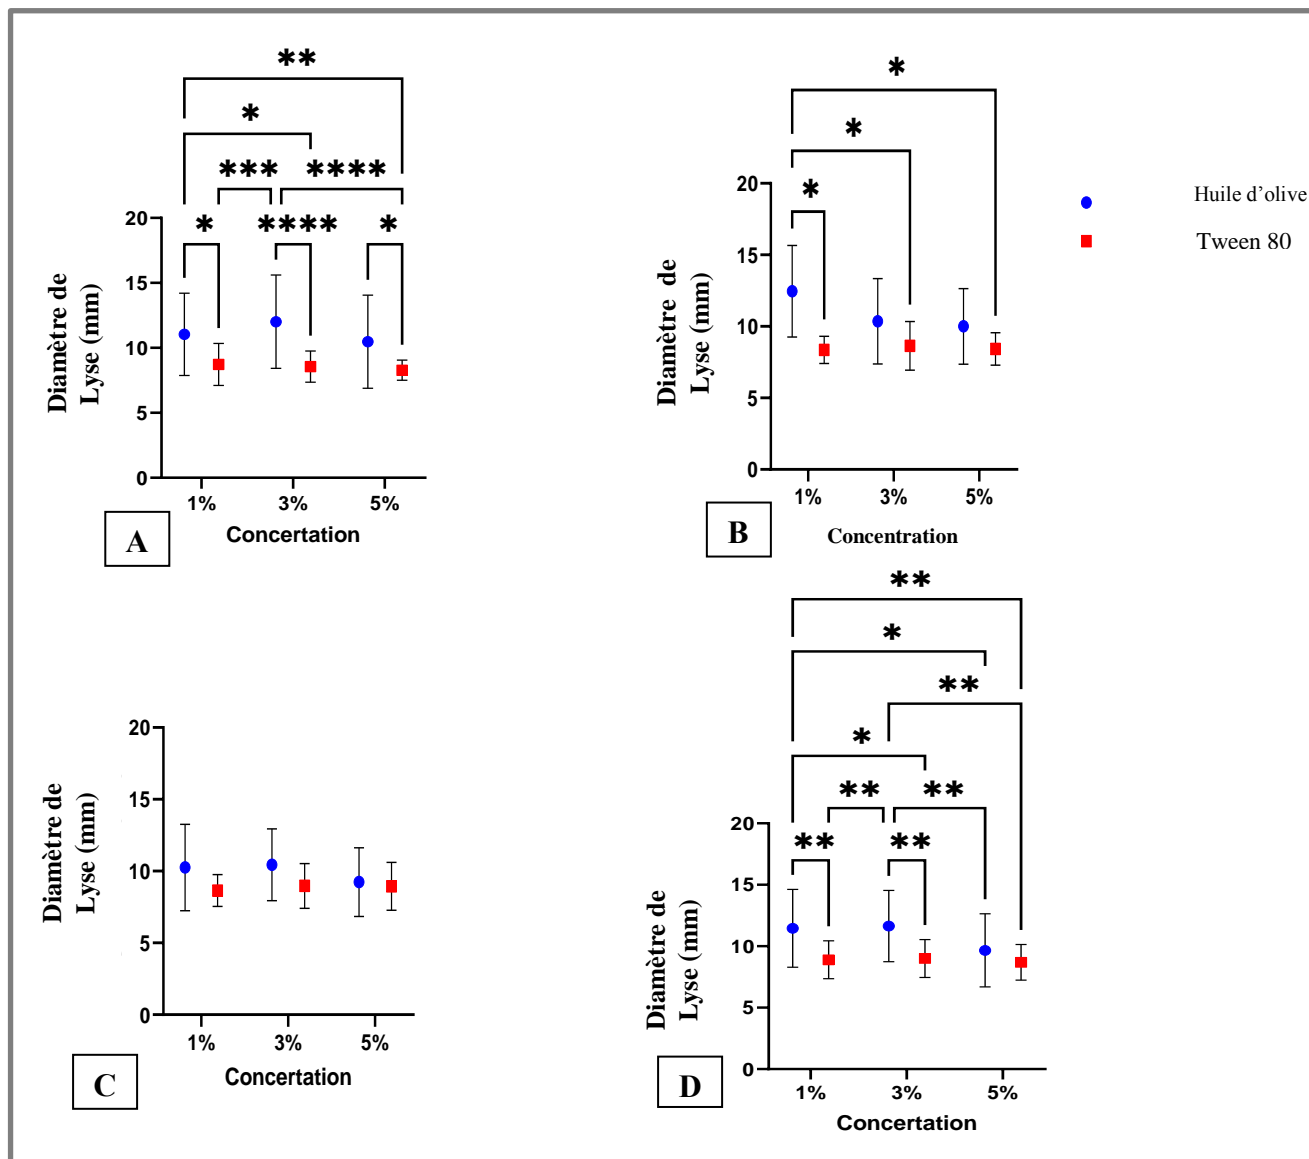 **
*
*** ****
* **** *
20
15
10
5
0
Diamètre de
Lyse (mm)
1% 3% 5%
Concertation
A
*
*
*
20
15
10
5
0
Diamètre de
Lyse (mm)
1% 3% 5%
Concentration
B
Huile d’olive
Tween 80
20
15
10
5
0
Diamètre de
Lyse (mm)
1% 3% 5%
Concertation
C
**
*
**
*
** **
** **
20
15
10
5
0
Diamètre de
Lyse (mm)
1% 3% 5%
Concertation
D